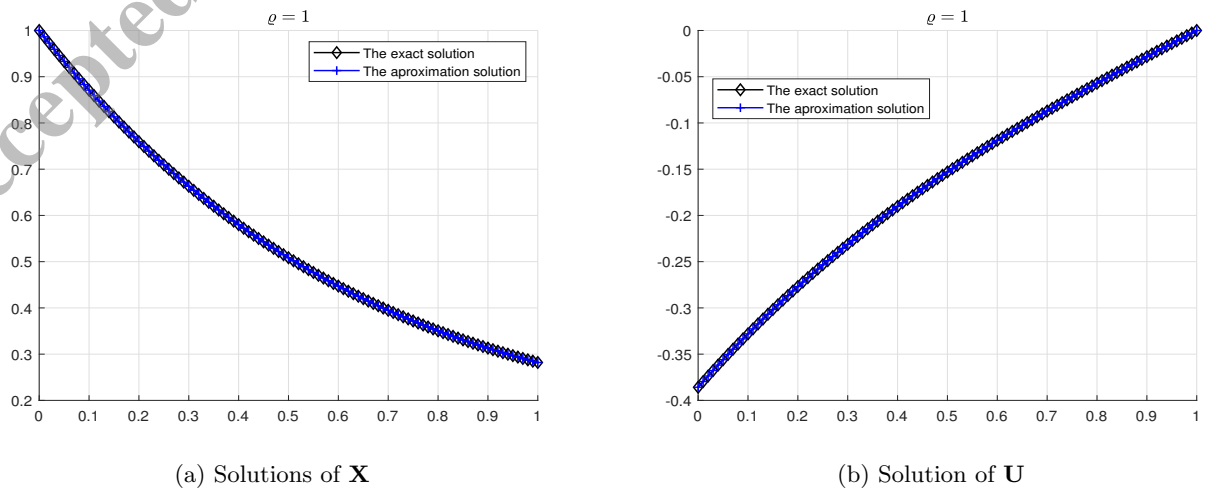 ϱ = 1
The exact solution
The aproximation solution
1
0.9
0.8
0.7
0.6
0.5
0.4
0.3
0.2
0 0.1 0.2 0.3 0.4 0.5 0.6 0.7 0.8 0.9 1
(a) Solutions of X
ϱ = 1
The exact solution
The aproximation solution
0
-0.05
-0.1
-0.15
-0.2
-0.25
-0.3
-0.35
-0.4
0 0.1 0.2 0.3 0.4 0.5 0.6 0.7 0.8 0.9 1
(b) Solution of U
cepted